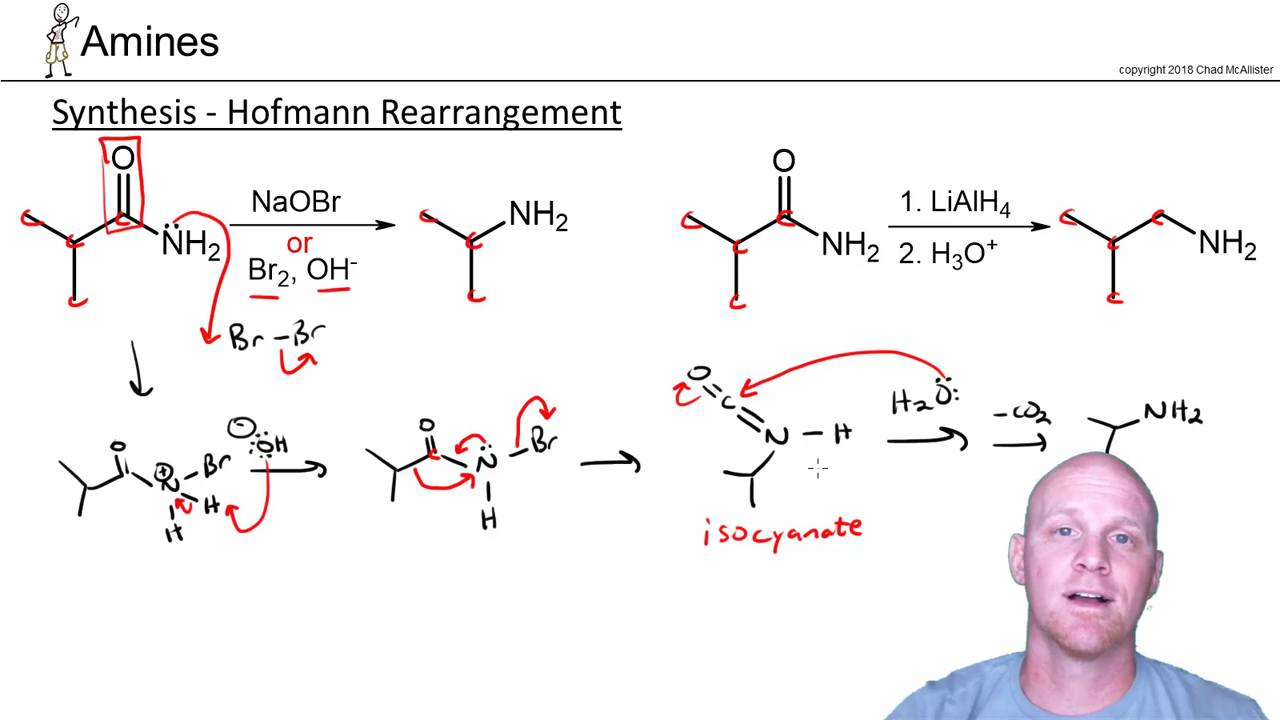 Amines
copyright 2018 Chad McAllister
Synthesis - Hofmann Rearrangement
O
NH2
c
c
c
c
NaOBr
or
Br2, OH-
NH2
c
c
c
O
NH2
c
c
c
c
1. LiAlH4
2. H3O+
NH2
c
c
c
c
Br - Br
O
N
Br
H
H
⊕
⊖
:OH
O
N - Br
H
O=C=N-H
isocyanate
H2O:
-CO2
NH2